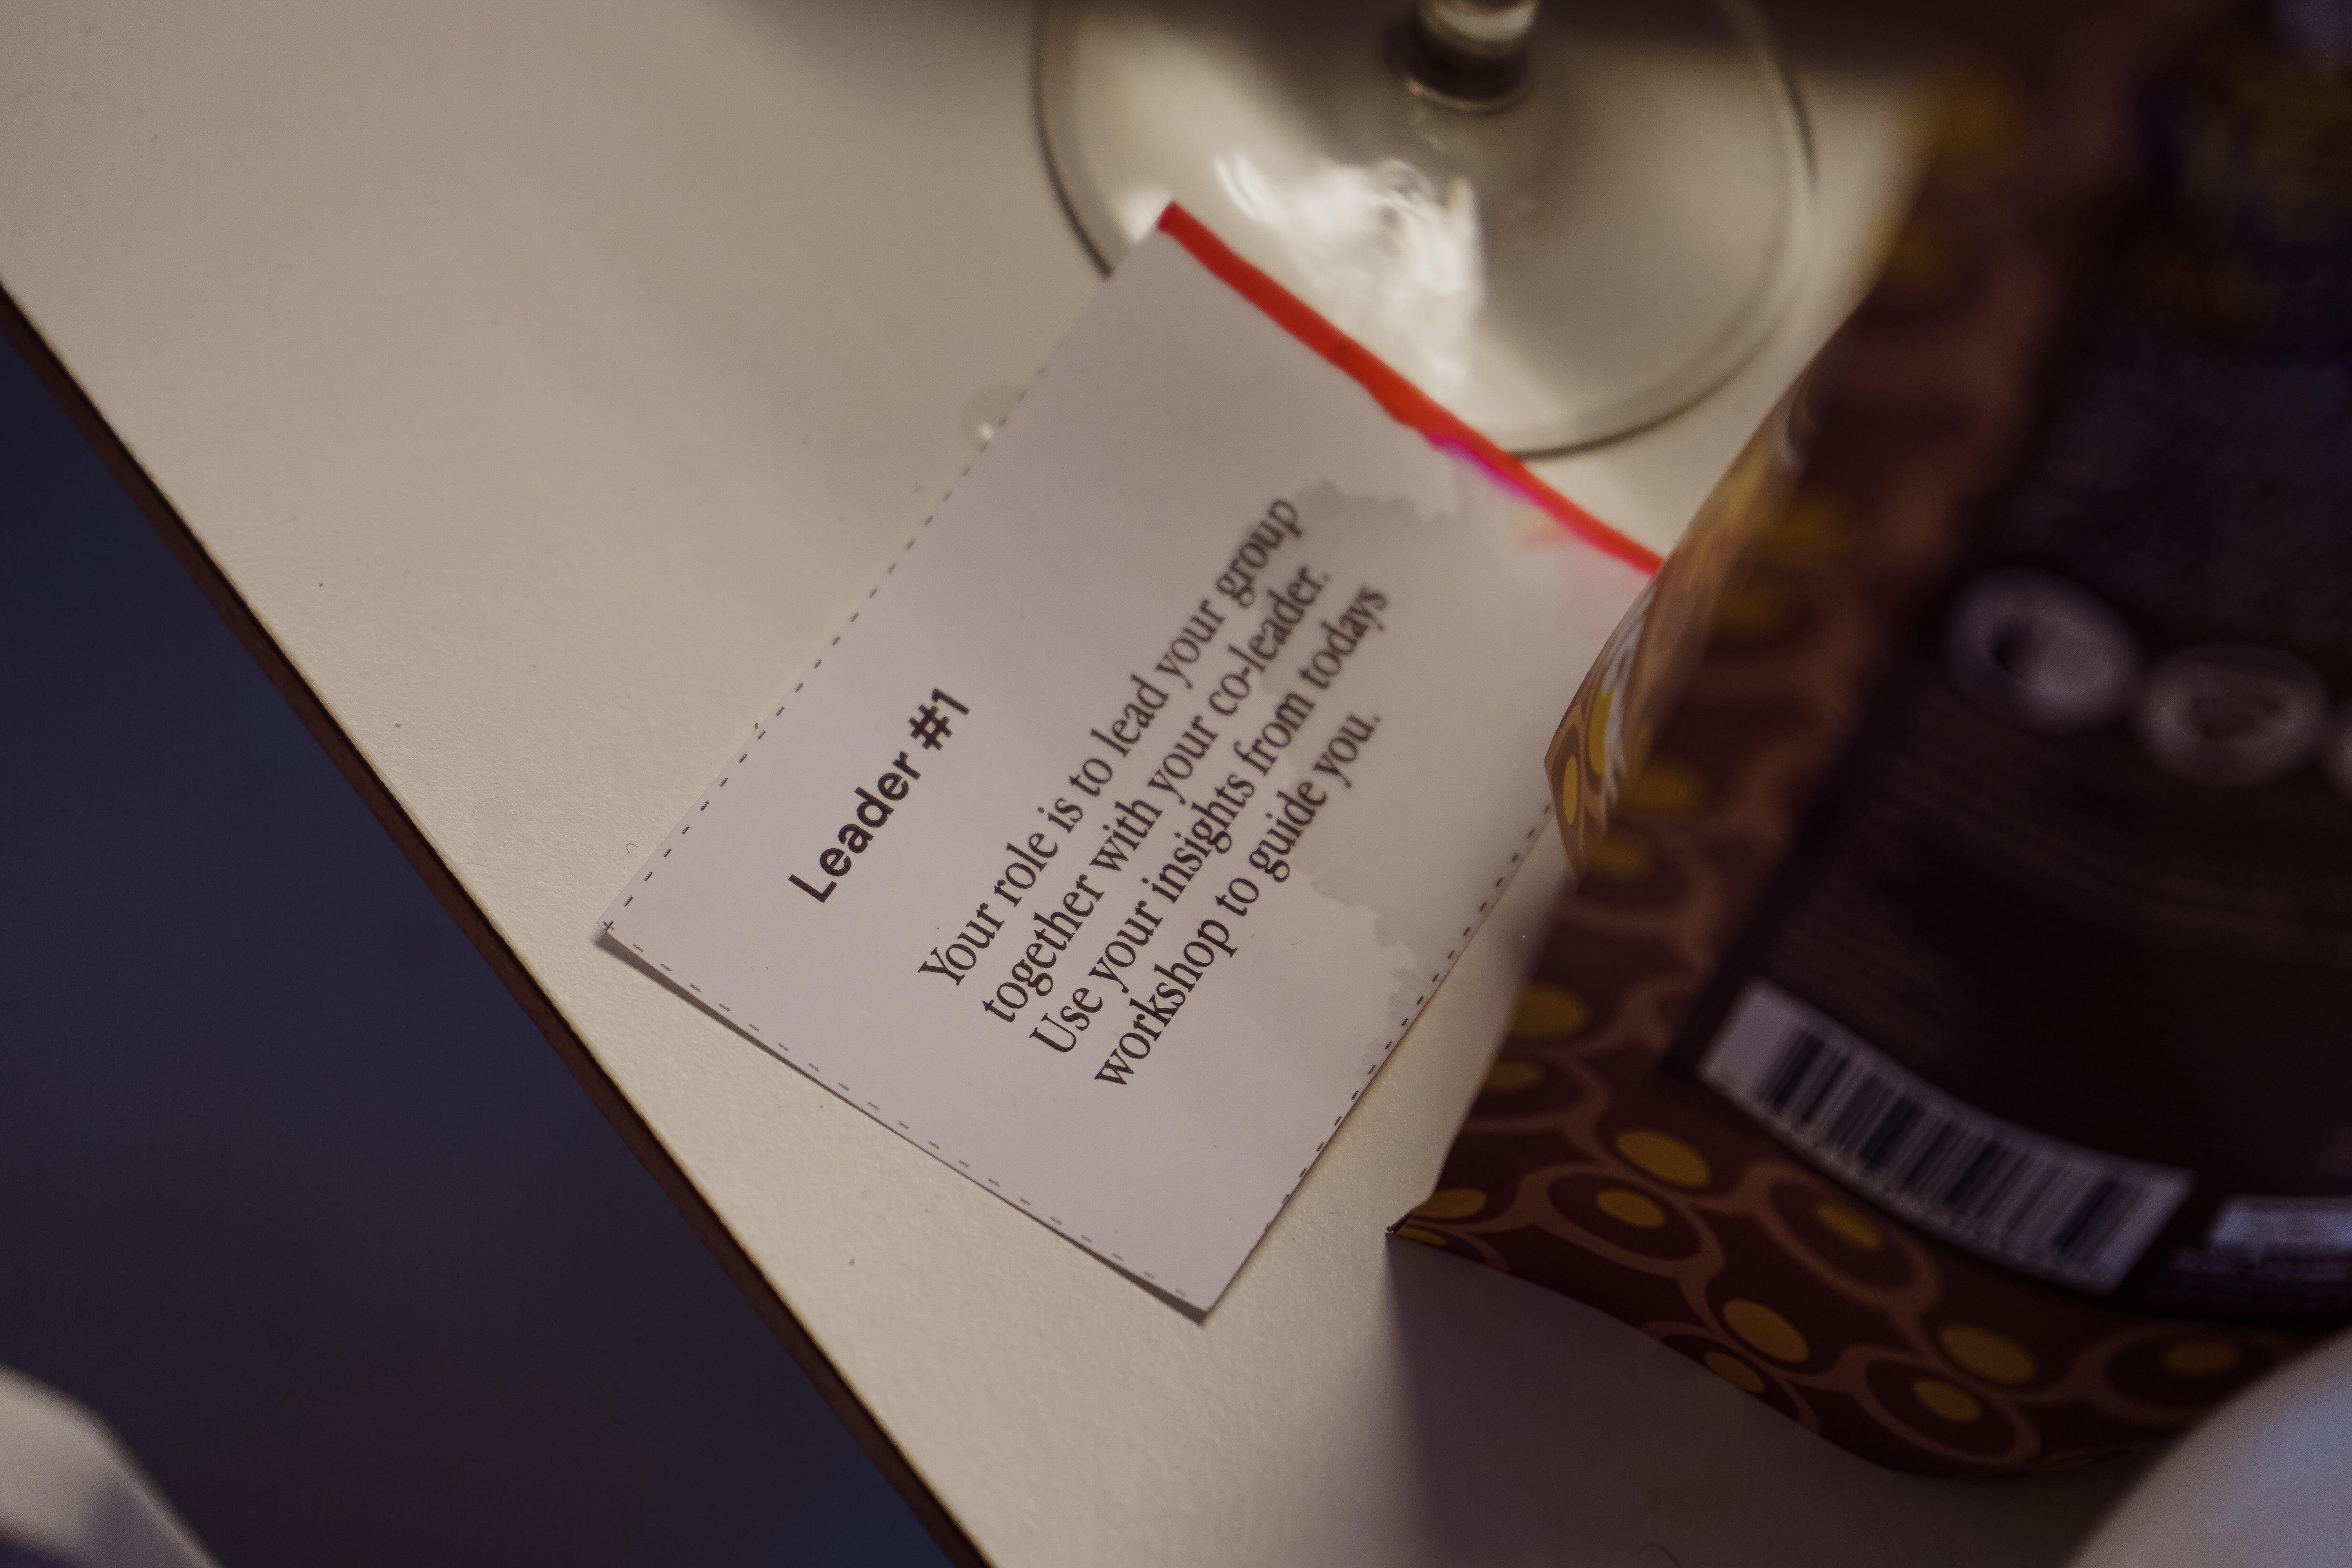 Leader #1
Your role is to lead your group
together with your co-leader.
Use your insights from todays
workshop to guide you.